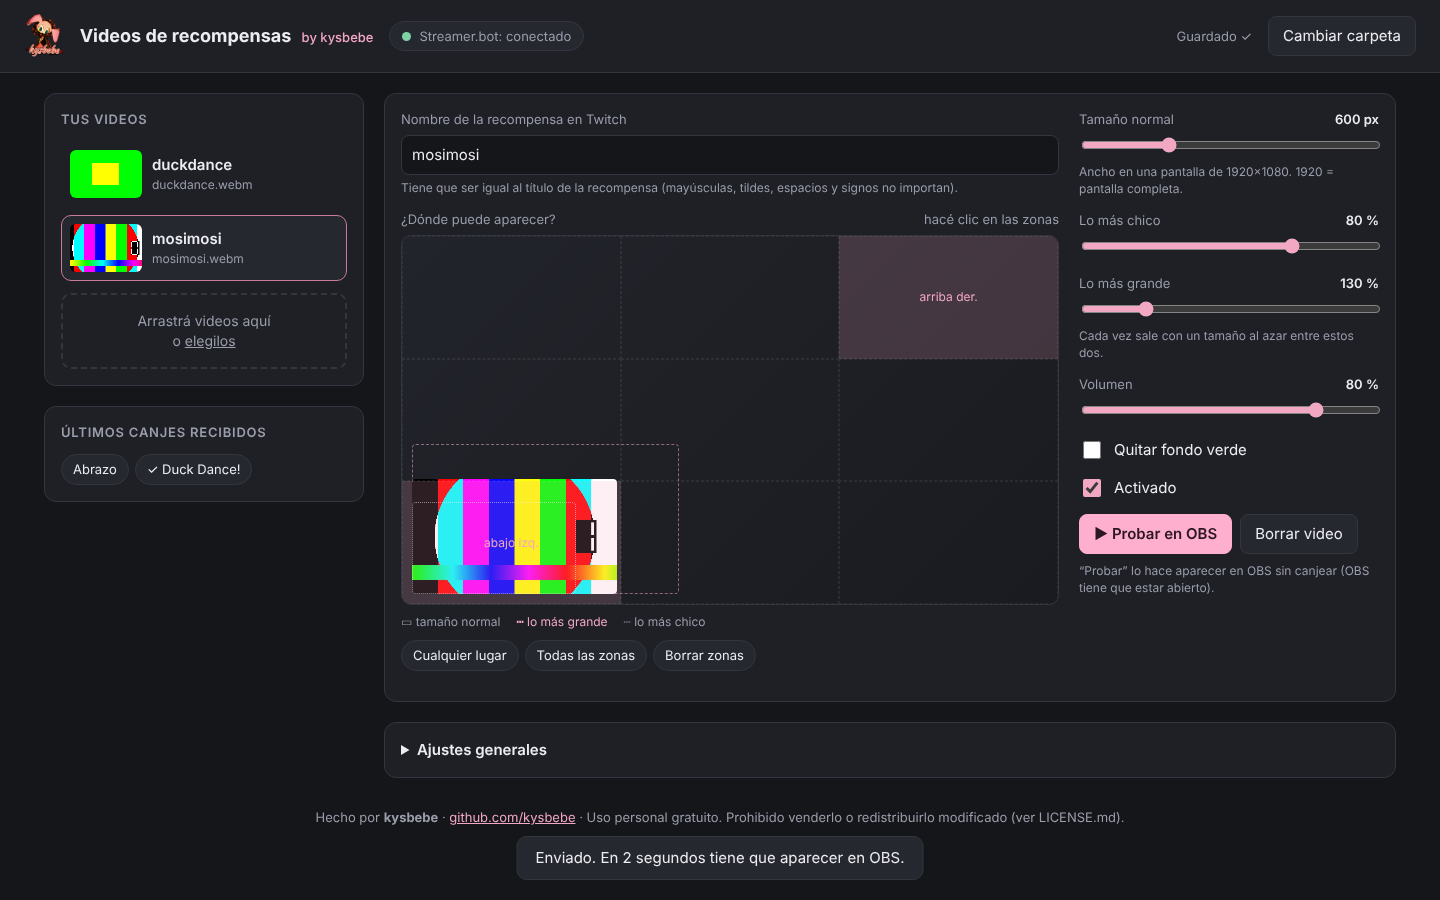 Videos de recompensas by kysbebe
Streamer.bot: conectado
Guardado ✓
Cambiar carpeta
TUS VIDEOS
duckdance
duckdance.webm
mosimosi
mosimosi.webm
Arrastrá videos aquí
o elegilos
ÚLTIMOS CANJES RECIBIDOS
Abrazo
✓ Duck Dance!
Nombre de la recompensa en Twitch
mosimosi
Tiene que ser igual al título de la recompensa (mayúsculas, tildes, espacios y signos no importan).
¿Dónde puede aparecer?
hacé clic en las zonas
arriba der.
abajo izq.
▭ tamaño normal
┅ lo más grande
┄ lo más chico
Cualquier lugar
Todas las zonas
Borrar zonas
Tamaño normal 600 px
Ancho en una pantalla de 1920×1080. 1920 =
pantalla completa.
Lo más chico 80 %
Lo más grande 130 %
Cada vez sale con un tamaño al azar entre estos
dos.
Volumen 80 %
Quitar fondo verde
Activado
▶ Probar en OBS
Borrar video
“Probar” lo hace aparecer en OBS sin canjear (OBS
tiene que estar abierto).
▶ Ajustes generales
Hecho por kysbebe · github.com/kysbebe · Uso personal gratuito. Prohibido venderlo o redistribuirlo modificado (ver LICENSE.md).
Enviado. En 2 segundos tiene que aparecer en OBS.